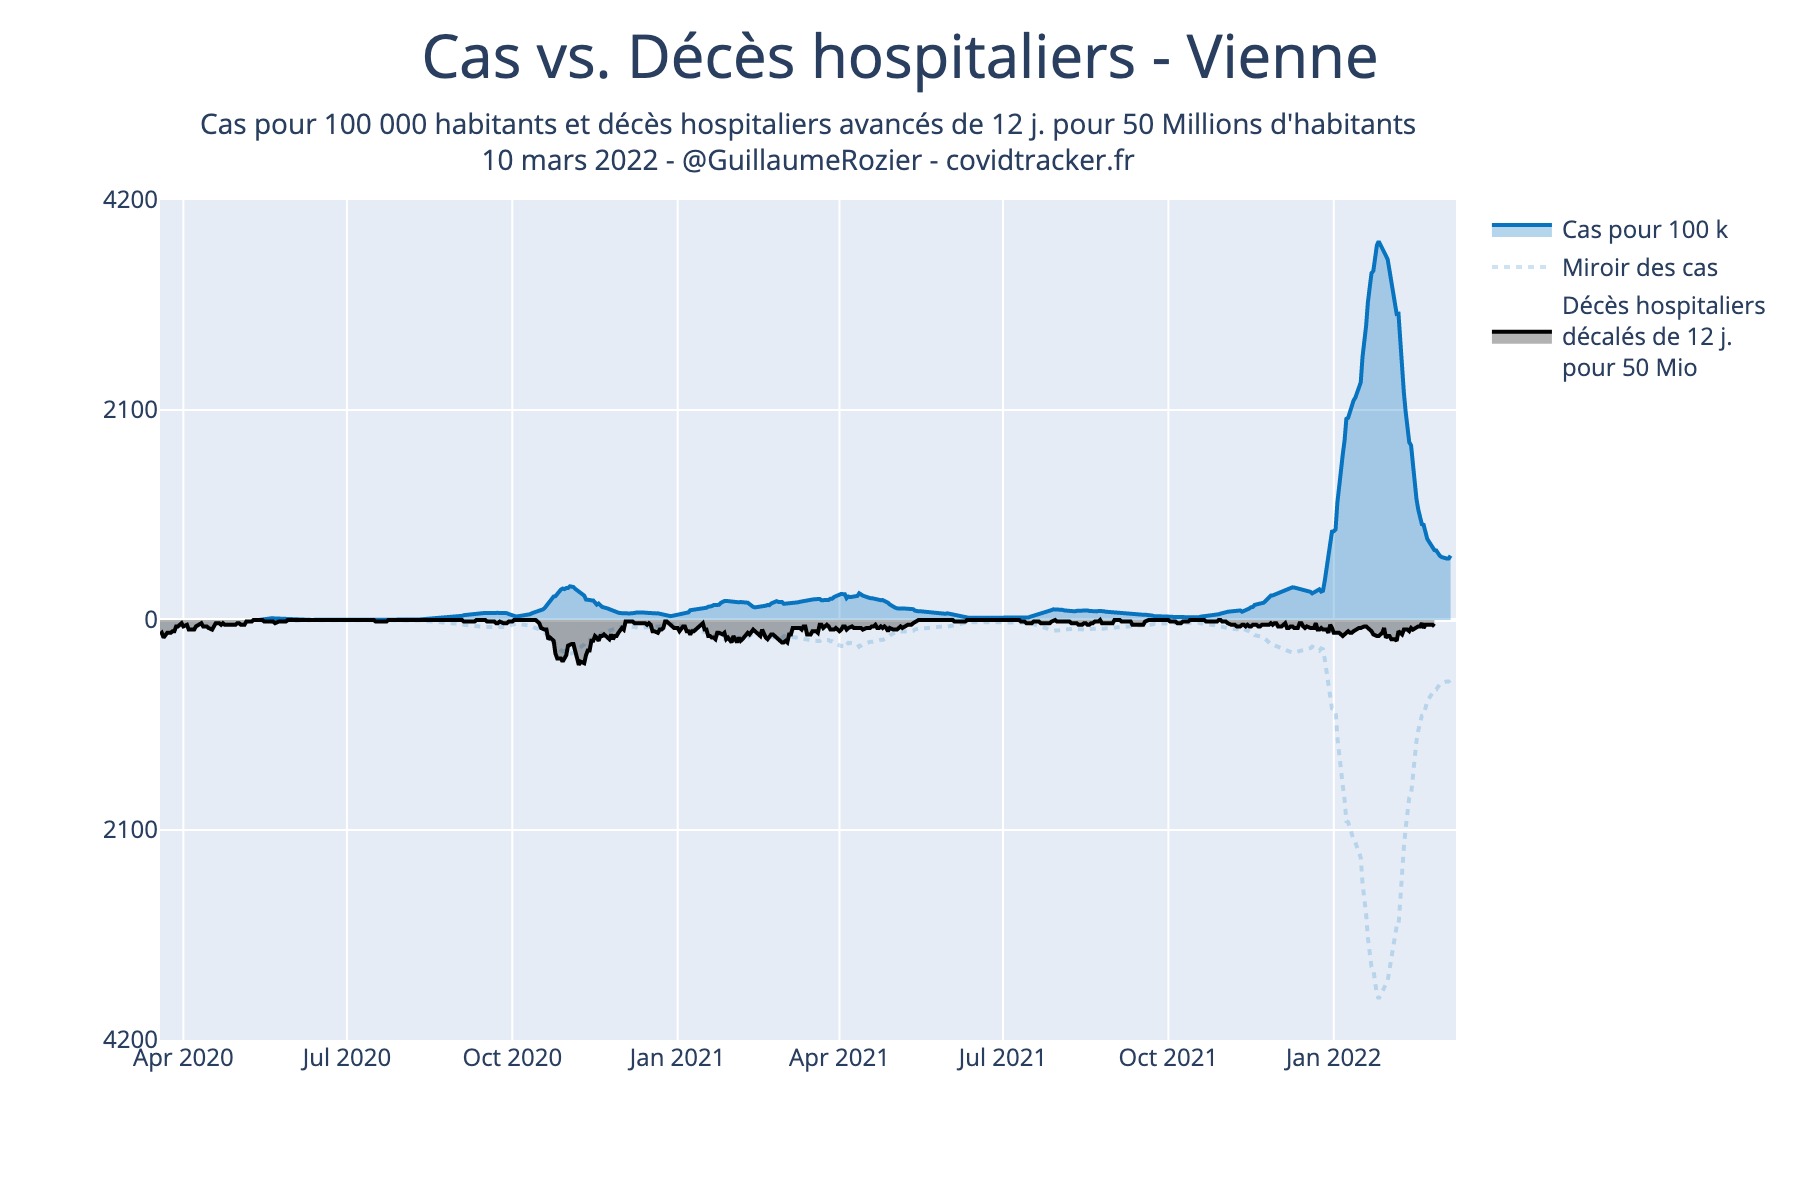 Cas vs. Décès hospitaliers - Vienne
Cas pour 100 000 habitants et décès hospitaliers avancés de 12 j. pour 50 Millions d'habitants
10 mars 2022 - @GuillaumeRozier - covidtracker.fr
4200
2100
0
2100
4200
Apr 2020
Jul 2020
Oct 2020
Jan 2021
Apr 2021
Jul 2021
Oct 2021
Jan 2022
Cas pour 100 k
Miroir des cas
Décès hospitaliers
décalés de 12 j.
pour 50 Mio